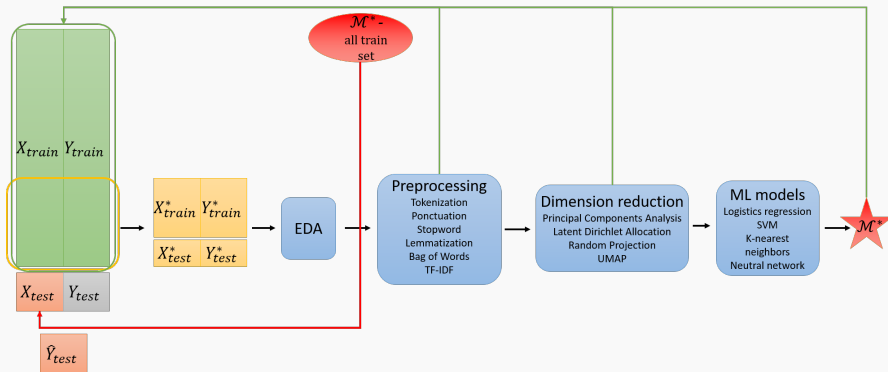 ℳ* -
all train
set
X_train Y_train
X*_train Y*_train
X*_test Y*_test
X_test Y_test
Ŷ_test
EDA
Preprocessing
Tokenization
Ponctuation
Stopword
Lemmatization
Bag of Words
TF-IDF
Dimension reduction
Principal Components Analysis
Latent Dirichlet Allocation
Random Projection
UMAP
ML models
Logistics regression
SVM
K-nearest
neighbors
Neutral network
ℳ*